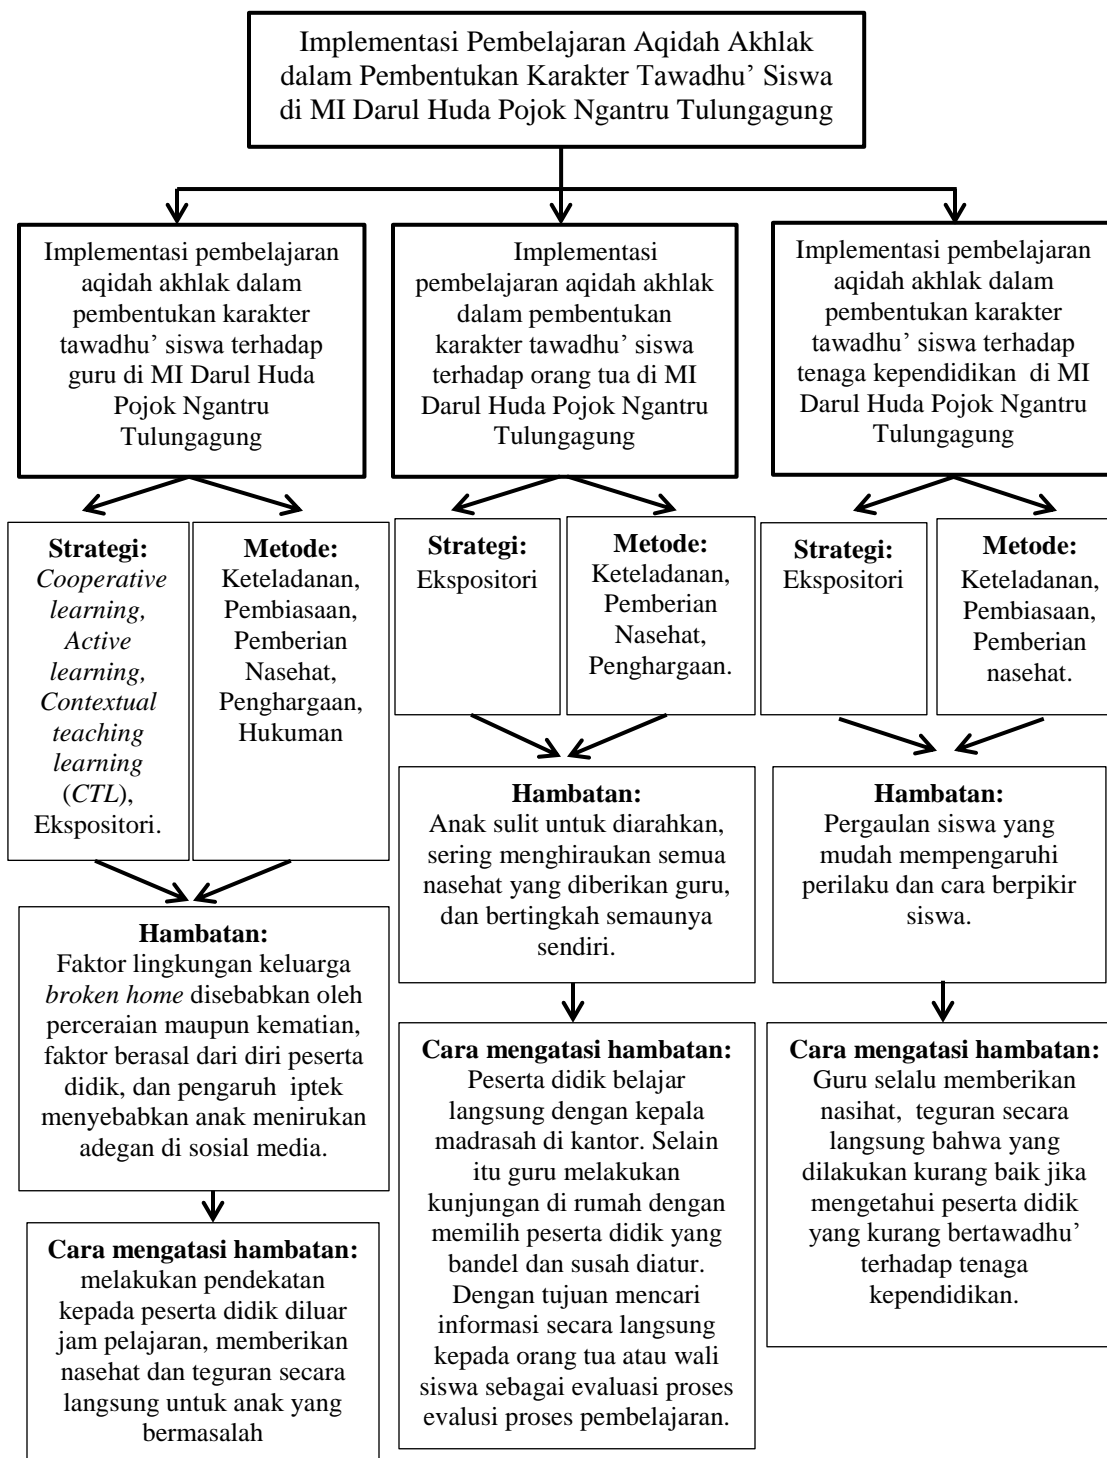 Implementasi Pembelajaran Aqidah Akhlak
dalam Pembentukan Karakter Tawadhu’ Siswa
di MI Darul Huda Pojok Ngantru Tulungagung
Implementasi pembelajaran
aqidah akhlak dalam
pembentukan karakter
tawadhu’ siswa terhadap
guru di MI Darul Huda
Pojok Ngantru
Tulungagung
Implementasi
pembelajaran aqidah akhlak
dalam pembentukan
karakter tawadhu’ siswa
terhadap orang tua di MI
Darul Huda Pojok Ngantru
Tulungagung
Implementasi pembelajaran
aqidah akhlak dalam
pembentukan karakter
tawadhu’ siswa terhadap
tenaga kependidikan di MI
Darul Huda Pojok Ngantru
Tulungagung
Strategi:
Cooperative
learning,
Active
learning,
Contextual
teaching
learning
(CTL),
Ekspositori.
Metode:
Keteladanan,
Pembiasaan,
Pemberian
Nasehat,
Penghargaan,
Hukuman
Strategi:
Ekspositori
Metode:
Keteladanan,
Pemberian
Nasehat,
Penghargaan.
Strategi:
Ekspositori
Metode:
Keteladanan,
Pembiasaan,
Pemberian
nasehat.
Hambatan:
Faktor lingkungan keluarga
broken home disebabkan oleh
perceraian maupun kematian,
faktor berasal dari diri peserta
didik, dan pengaruh iptek
menyebabkan anak menirukan
adegan di sosial media.
Hambatan:
Anak sulit untuk diarahkan,
sering menghiraukan semua
nasehat yang diberikan guru,
dan bertingkah semaunya
sendiri.
Hambatan:
Pergaulan siswa yang
mudah mempengaruhi
perilaku dan cara berpikir
siswa.
Cara mengatasi hambatan:
melakukan pendekatan
kepada peserta didik diluar
jam pelajaran, memberikan
nasehat dan teguran secara
langsung untuk anak yang
bermasalah
Cara mengatasi hambatan:
Peserta didik belajar
langsung dengan kepala
madrasah di kantor. Selain
itu guru melakukan
kunjungan di rumah dengan
memilih peserta didik yang
bandel dan susah diatur.
Dengan tujuan mencari
informasi secara langsung
kepada orang tua atau wali
siswa sebagai evaluasi proses
evalusi proses pembelajaran.
Cara mengatasi hambatan:
Guru selalu memberikan
nasihat, teguran secara
langsung bahwa yang
dilakukan kurang baik jika
mengetahui peserta didik
yang kurang bertawadhu’
terhadap tenaga
kependidikan.